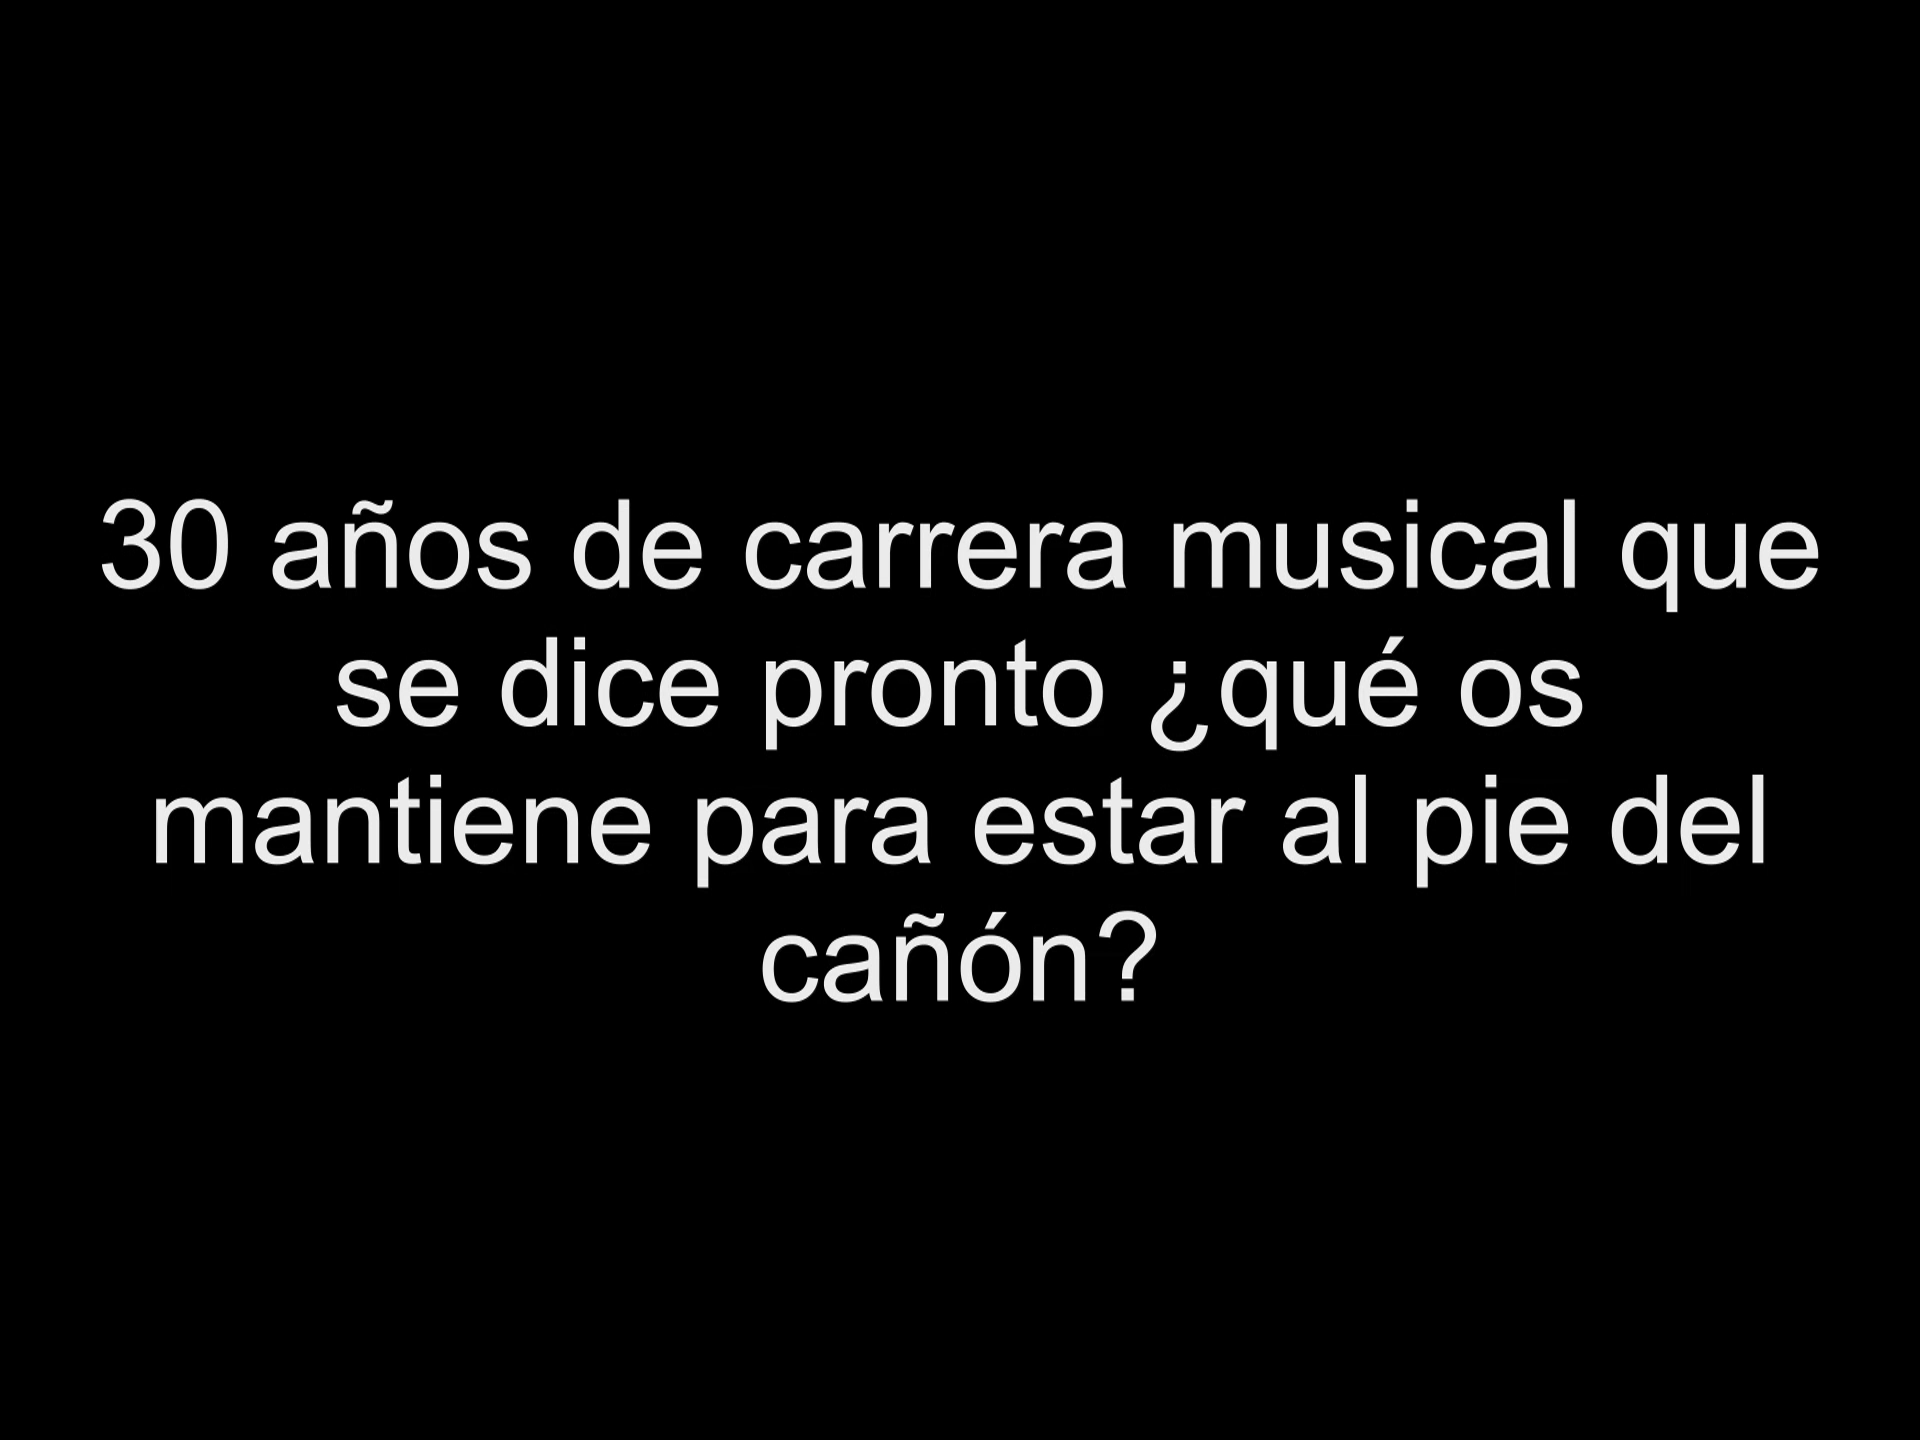 30 años de carrera musical que
se dice pronto ¿qué os
mantiene para estar al pie del
cañón?